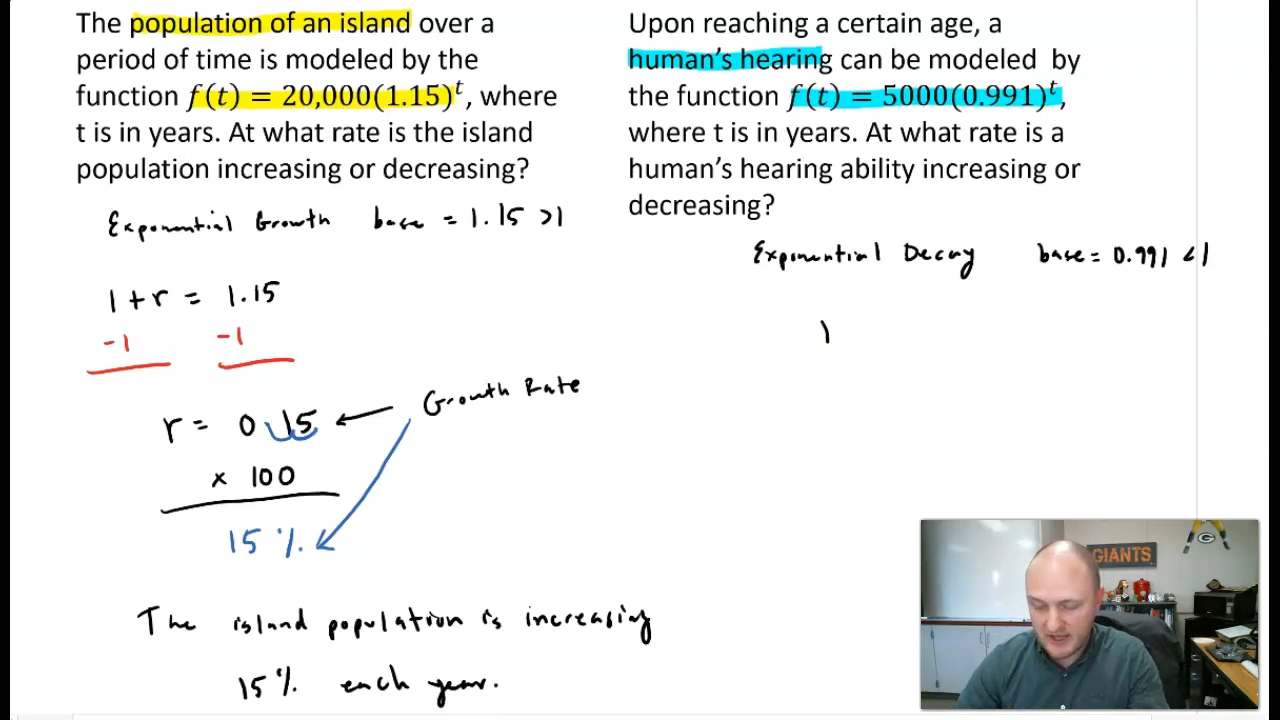 The population of an island over a
period of time is modeled by the
function f(t) = 20,000(1.15)^t, where
t is in years. At what rate is the island
population increasing or decreasing?
Exponential Growth base = 1.15 >1
1 + r = 1.15
-1 -1
r = 0.15
Growth Rate
x 100
15 %.
The island population is increasing
15% each year.
Upon reaching a certain age, a
human's hearing can be modeled by
the function f(t) = 5000(0.991)^t,
where t is in years. At what rate is a
human's hearing ability increasing or
decreasing?
Exponential Decay base = 0.991 <1
1
GIANTS
G